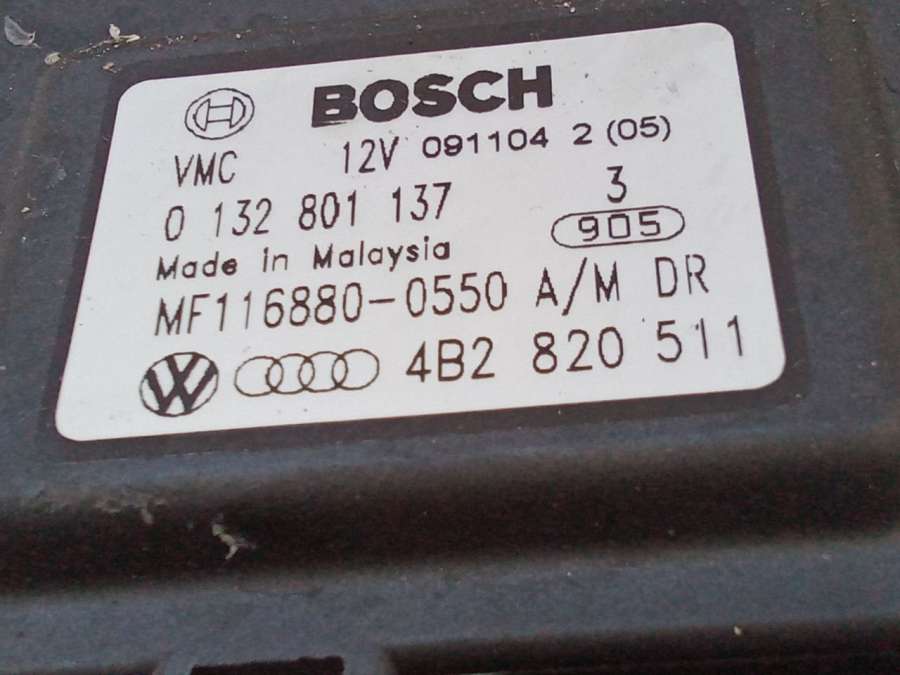 BOSCH
VMC 12V 091104 2 (05)
0 132 801 137 3
Made in Malaysia 905
MF116880-0550 A/M DR
4B2 820 511